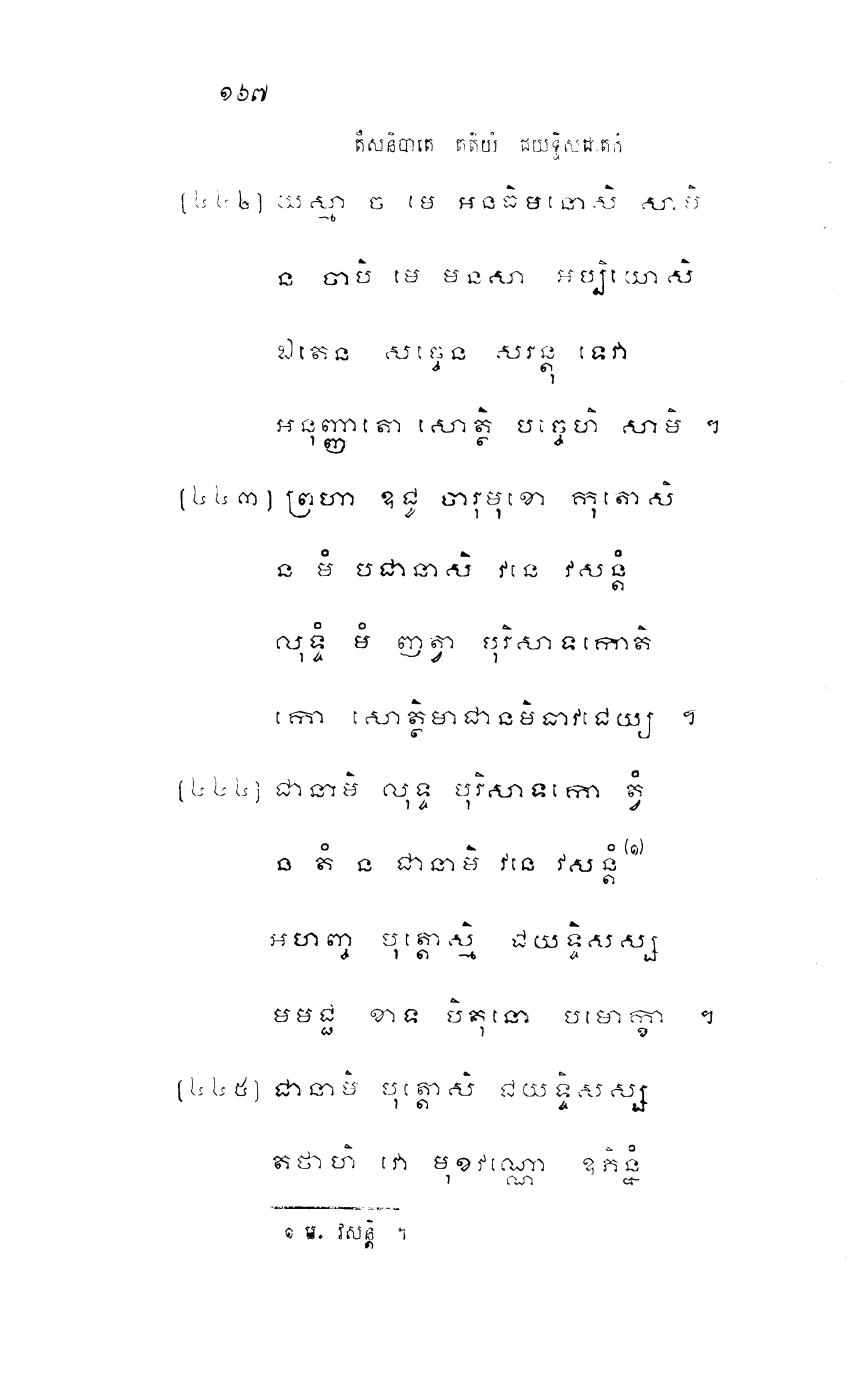 ១៦៧
តឹសនិបាតេ តតិយំ ជយទ្ទិសជាតកំ
(៤៤២) យស្មា ច មេ អនធិមនោសិ សាមិ
ន ចាបិ មេ មនសា អប្បិយោសិ
ឯតេន សច្ចេន សរន្តុ ទេវា
អនុញ្ញាតោ សោត្ថិ បច្ចេហិ សាមិ ។
(៤៤៣) ព្រហា ឧជូ ចារុមុខោ កុតោសិ
ន មំ បជានាសិ វនេ វសន្តំ
លុទ្ទំ មំ ញត្វា បុរិសាទកោតិ
កោ សោត្ថិមាជានមិធាវជេយ្យ ។
(៤៤៤) ជានាមិ លុទ្ទ បុរិសាទកោ ត្វំ
ន តំ ន ជានាមិ វនេ វសន្តំ(១)
អហញ្ច បុត្តោស្មិ ជយទ្ទិសស្ស
មមជ្ជ ខាទ បិតុនោ បមោក្ខា ។
(៤៤៥) ជានាមិ បុត្តោសិ ជយទ្ទិសស្ស
តថាហិ វោ មុខវណ្ណោ ឧភិន្នំ
១ ម. វសន្តិ ។